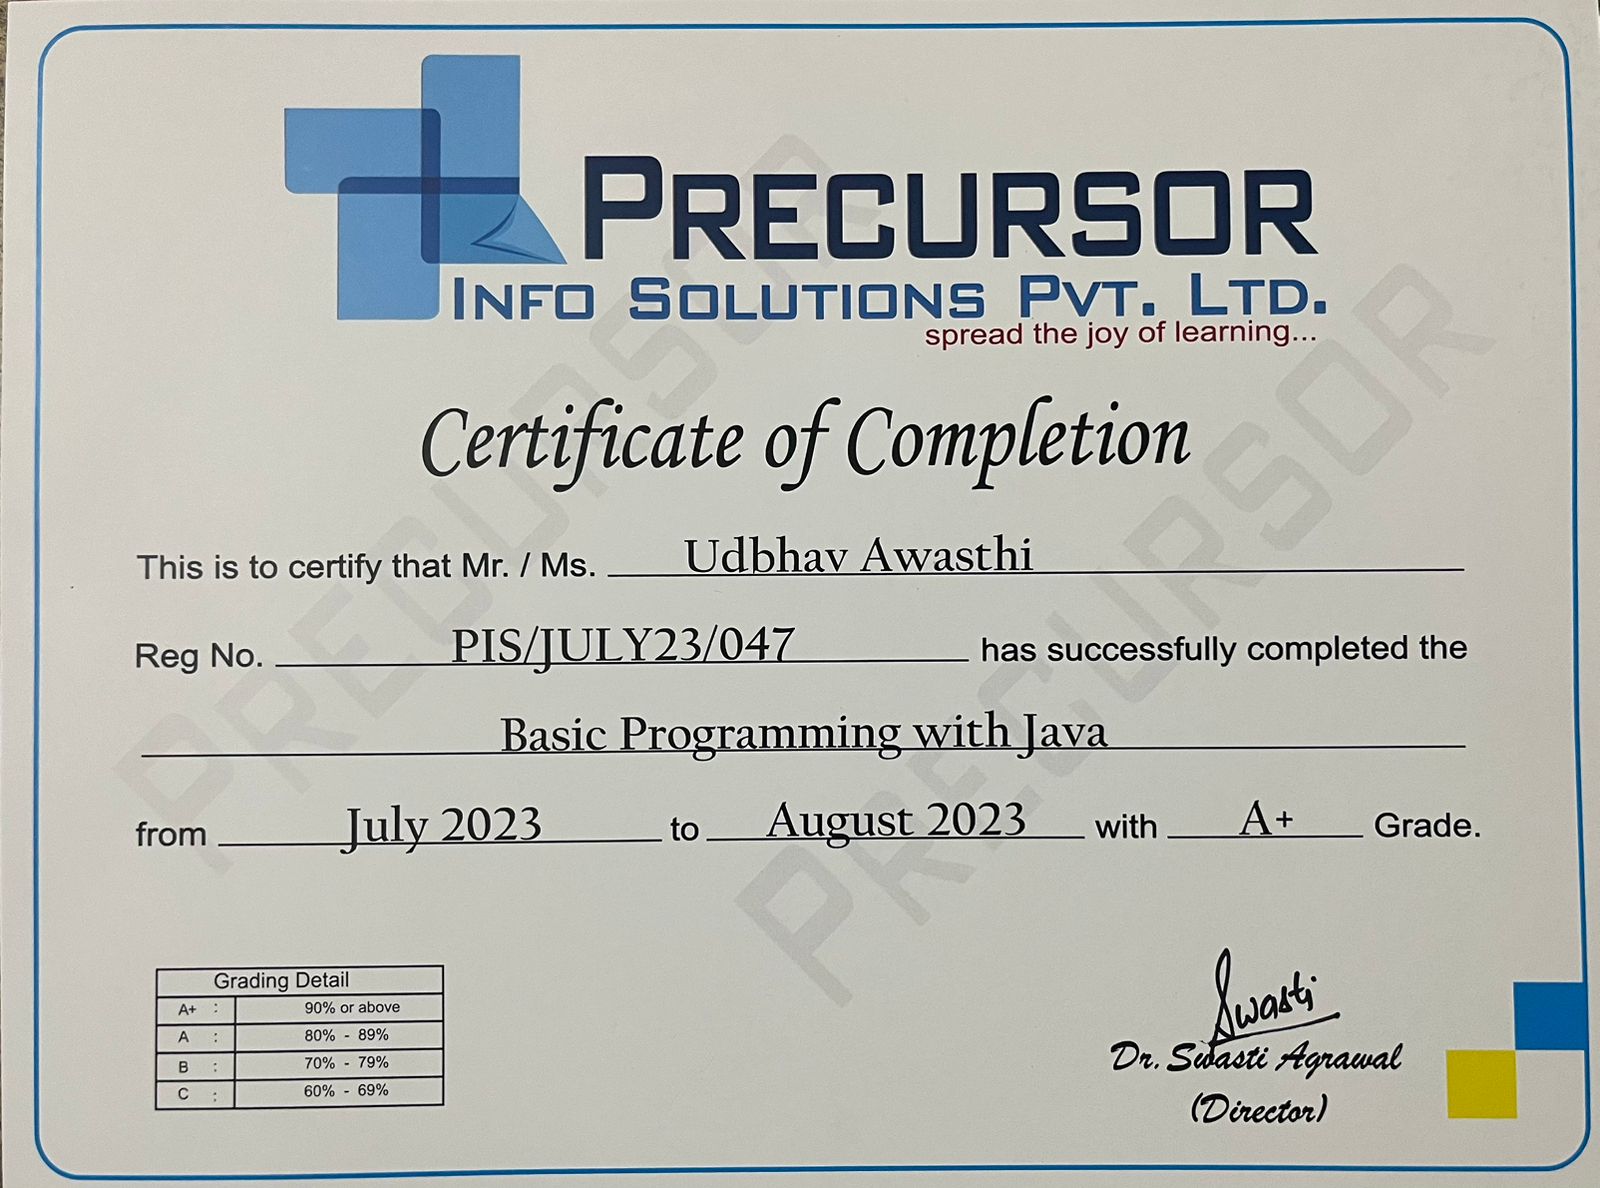 PRECURSOR
INFO SOLUTIONS PVT. LTD.
spread the joy of learning...
Certificate of Completion
This is to certify that Mr. / Ms. Udbhav Awasthi
Reg No. PIS/JULY23/047 has successfully completed the
Basic Programming with Java
from July 2023 to August 2023 with A+ Grade.
Grading Detail
A+ : 90% or above
A : 80% - 89%
B : 70% - 79%
C : 60% - 69%
Swasti
Dr. Swasti Agrawal
(Director)
PRECURSOR
PRECURSOR